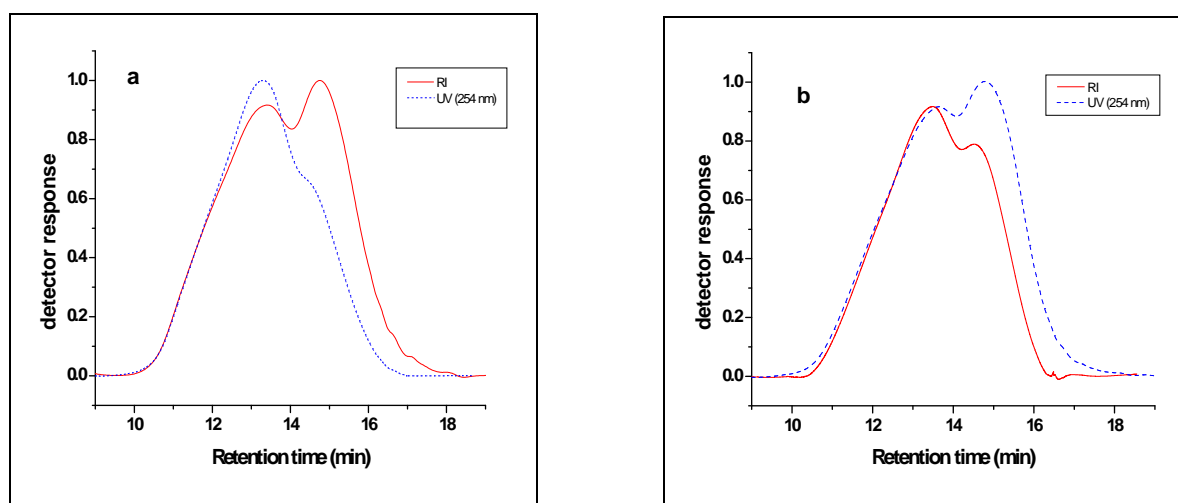 a
RI
UV (254 nm)
1.0
0.8
0.6
0.4
0.2
0.0
detector response
10 12 14 16 18
Retention time (min)
b
RI
UV (254 nm)
1.0
0.8
0.6
0.4
0.2
0.0
detector response
10 12 14 16 18
Retention time (min)